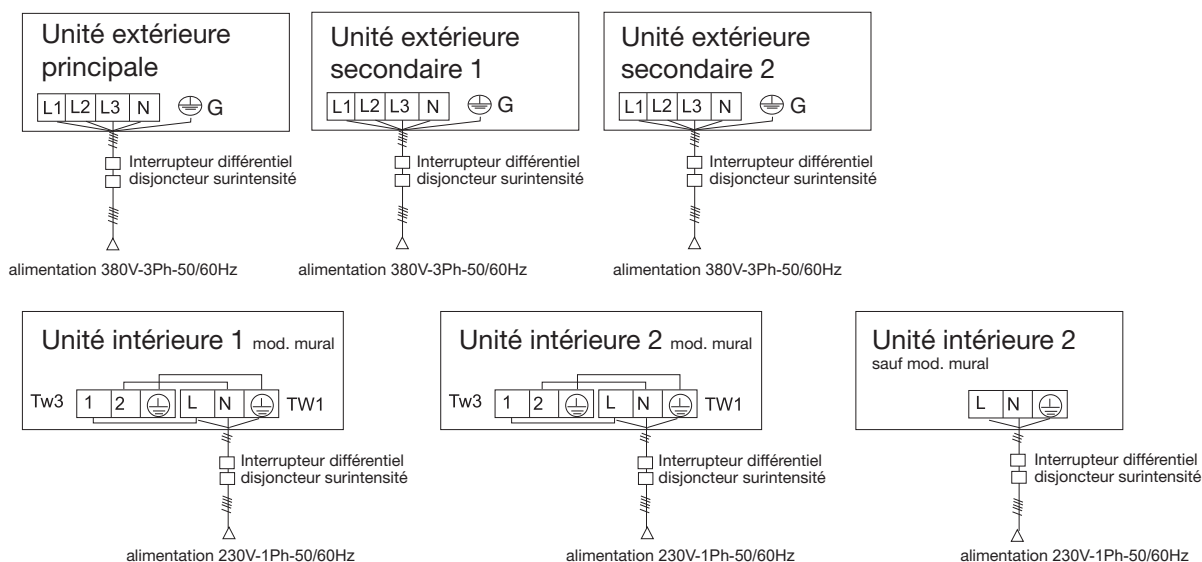 Unité extérieure
principale
L1 L2 L3 N G
Interrupteur différentiel
disjoncteur surintensité
alimentation 380V-3Ph-50/60Hz
Unité extérieure
secondaire 1
L1 L2 L3 N G
Interrupteur différentiel
disjoncteur surintensité
alimentation 380V-3Ph-50/60Hz
Unité extérieure
secondaire 2
L1 L2 L3 N G
Interrupteur différentiel
disjoncteur surintensité
alimentation 380V-3Ph-50/60Hz
Unité intérieure 1 mod. mural
Tw3 1 2 L N TW1
Interrupteur différentiel
disjoncteur surintensité
alimentation 230V-1Ph-50/60Hz
Unité intérieure 2 mod. mural
Tw3 1 2 L N TW1
Interrupteur différentiel
disjoncteur surintensité
alimentation 230V-1Ph-50/60Hz
Unité intérieure 2
sauf mod. mural
L N
Interrupteur différentiel
disjoncteur surintensité
alimentation 230V-1Ph-50/60Hz